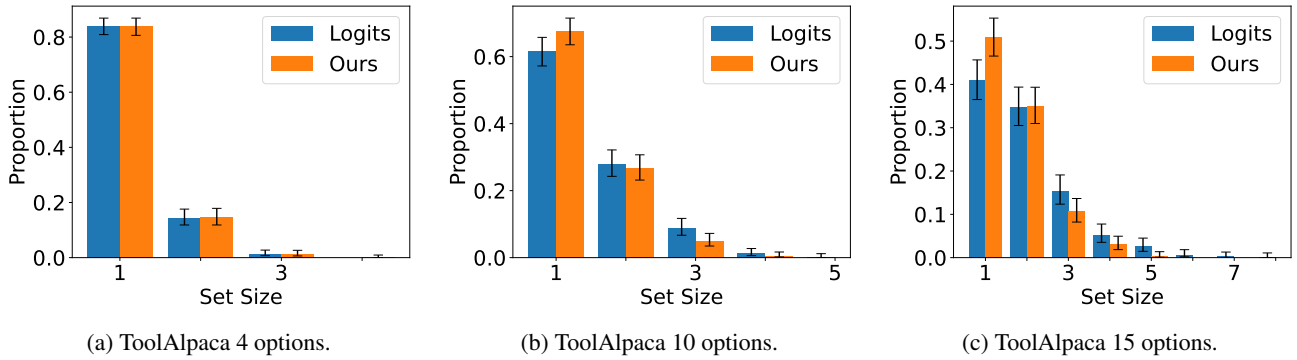 0.8
0.6
0.4
0.2
0.0
Proportion
1
3
Set Size
Logits
Ours
(a) ToolAlpaca 4 options.
0.6
0.4
0.2
0.0
Proportion
1
3
5
Set Size
Logits
Ours
(b) ToolAlpaca 10 options.
0.5
0.4
0.3
0.2
0.1
0.0
Proportion
1
3
5
7
Set Size
Logits
Ours
(c) ToolAlpaca 15 options.